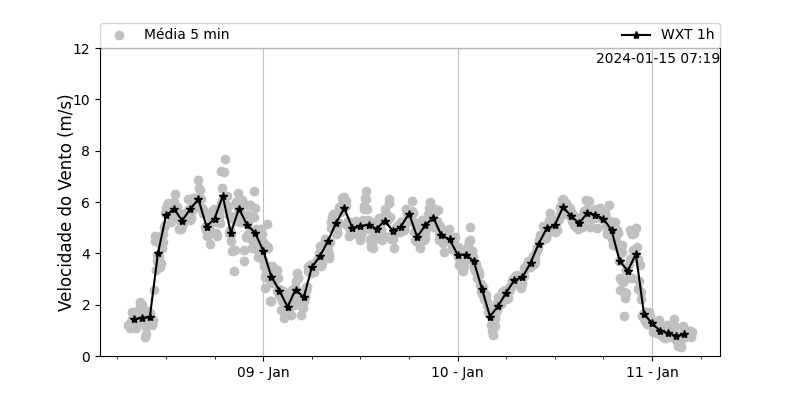 Média 5 min
WXT 1h
2024-01-15 07:19
Velocidade do Vento (m/s)
12
10
8
6
4
2
0
09 - Jan
10 - Jan
11 - Jan